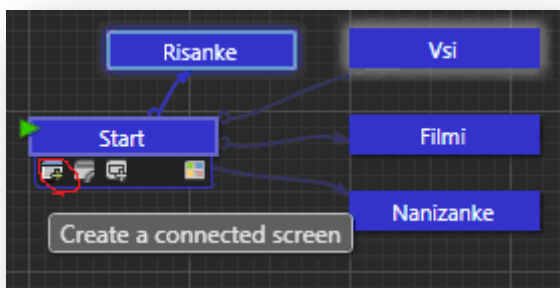 Risanke
Vsi
Start
Filmi
Nanizanke
Create a connected screen